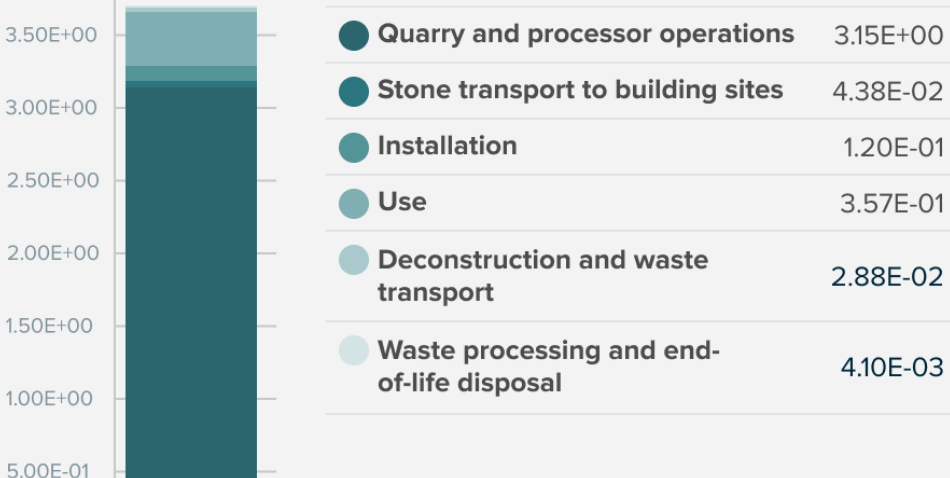 3.50E+00
3.00E+00
2.50E+00
2.00E+00
1.50E+00
1.00E+00
5.00E-01
Quarry and processor operations 3.15E+00
Stone transport to building sites 4.38E-02
Installation 1.20E-01
Use 3.57E-01
Deconstruction and waste
transport 2.88E-02
Waste processing and end-
of-life disposal 4.10E-03